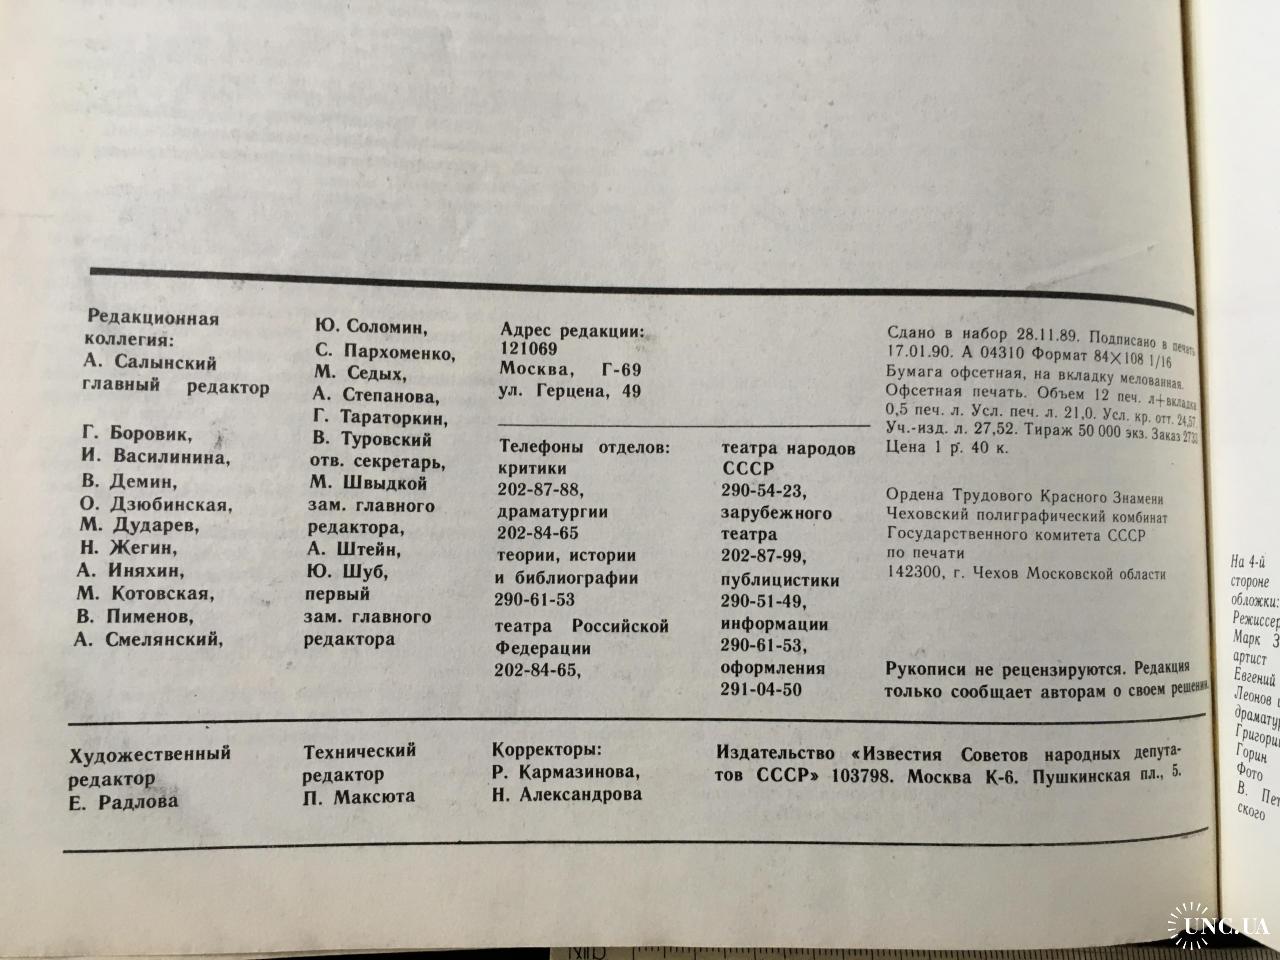 Редакционная
коллегия:
А. Салынский
главный редактор
Г. Боровик,
И. Василинина,
В. Демин,
О. Дзюбинская,
М. Дударев,
Н. Жегин,
А. Иняхин,
М. Котовская,
В. Пименов,
А. Смелянский,
Ю. Соломин,
С. Пархоменко,
М. Седых,
А. Степанова,
Г. Тараторкин,
В. Туровский
отв. секретарь,
М. Швыдкой
зам. главного
редактора,
А. Штейн,
Ю. Шуб,
первый
зам. главного
редактора
Адрес редакции:
121069
Москва, Г-69
ул. Герцена, 49
Телефоны отделов:
критики
202-87-88,
драматургии
202-84-65
теории, истории
и библиографии
290-61-53
театра Российской
Федерации
202-84-65,
театра народов
СССР
290-54-23,
зарубежного
театра
202-87-99,
публицистики
290-51-49,
информации
290-61-53,
оформления
291-04-50
Сдано в набор 28.11.89. Подписано в печать
17.01.90. А 04310 Формат 84×108 1/16
Бумага офсетная, на вкладку мелованная.
Офсетная печать. Объем 12 печ. л+вкладка
0,5 печ. л. Усл. печ. л. 21,0. Усл. кр. отт. 24,57
Уч.-изд. л. 27,52. Тираж 50 000 экз. Заказ 2733
Цена 1 р. 40 к.
Ордена Трудового Красного Знамени
Чеховский полиграфический комбинат
Государственного комитета СССР
по печати
142300, г. Чехов Московской области
Рукописи не рецензируются. Редакция
только сообщает авторам о своем решении.
Художественный
редактор
Е. Радлова
Технический
редактор
П. Максюта
Корректоры:
Р. Кармазинова,
Н. Александрова
Издательство «Известия Советов народных депута-
тов СССР» 103798. Москва К-6. Пушкинская пл., 5.
На 4-й
стороне
обложки:
Режиссер
Марк З
артист
Евгений
Леонов и
драматур
Григорий
Горин
Фото
В. Пет
ского
UNC.UA